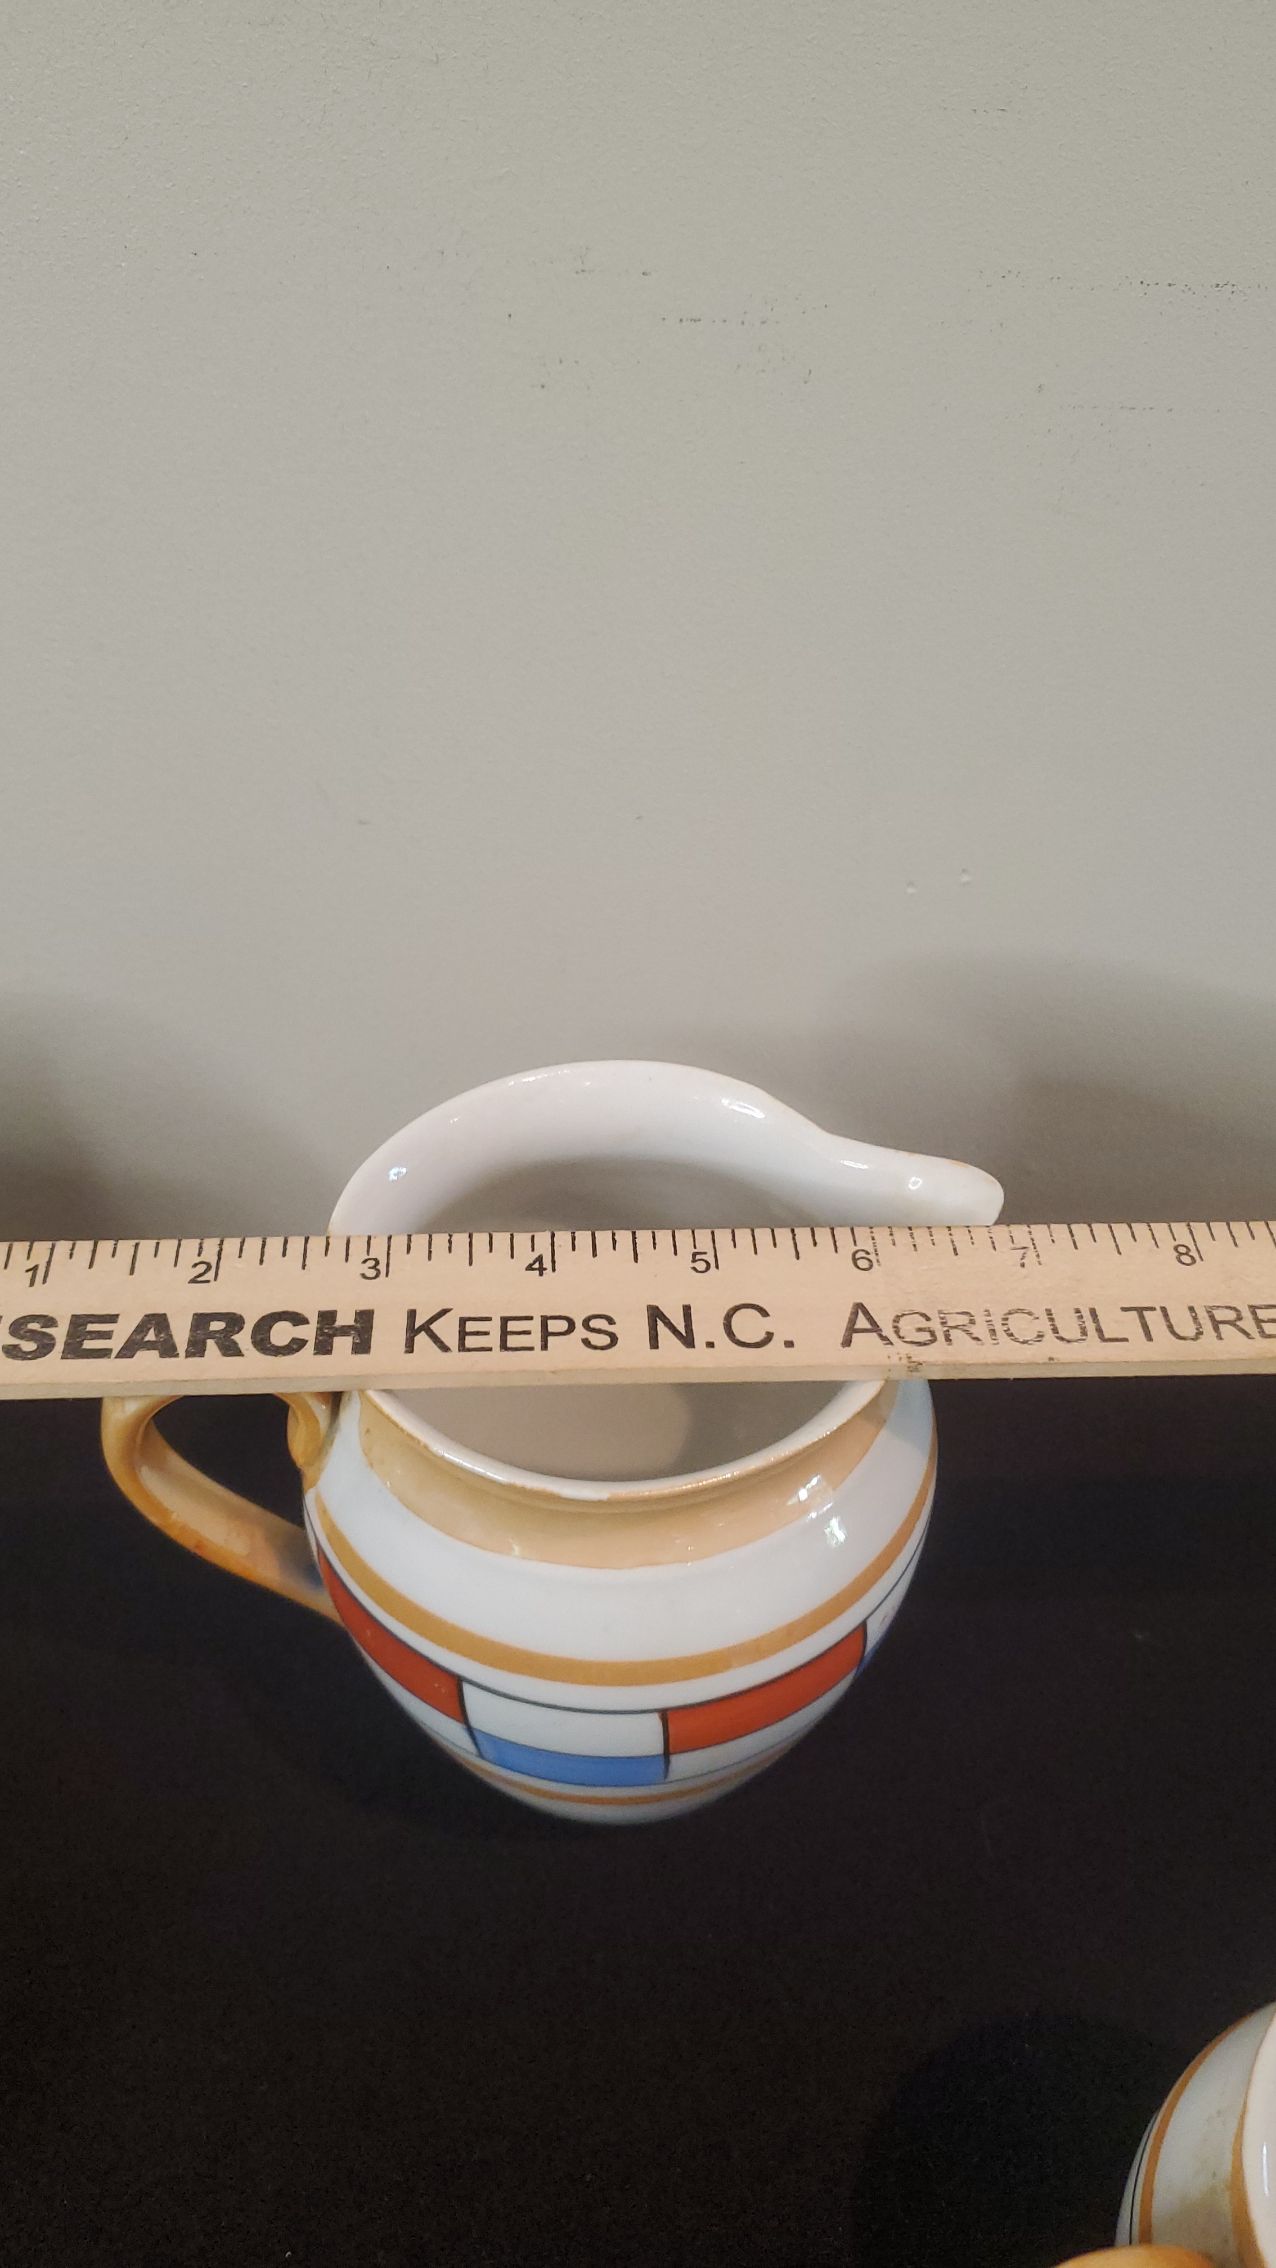 1 2 3 4 5 6 7 8
SEARCH KEEPS N.C. AGRICULTURE